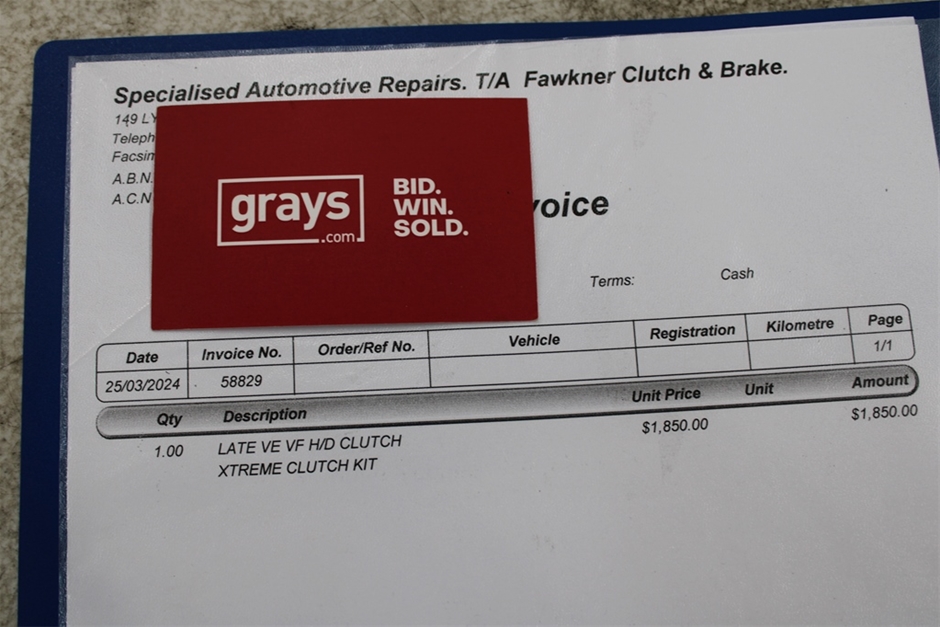 Specialised Automotive Repairs. T/A Fawkner Clutch & Brake.
149 LY
Teleph
Facsim
A.B.N.
A.C.N
grays
.com
BID.
WIN.
SOLD.
voice
Terms: Cash
Date Invoice No. Order/Ref No. Vehicle Registration Kilometre Page
25/03/2024 58829 1/1
Qty Description Unit Price Unit Amount
1.00 LATE VE VF H/D CLUTCH $1,850.00 $1,850.00
XTREME CLUTCH KIT